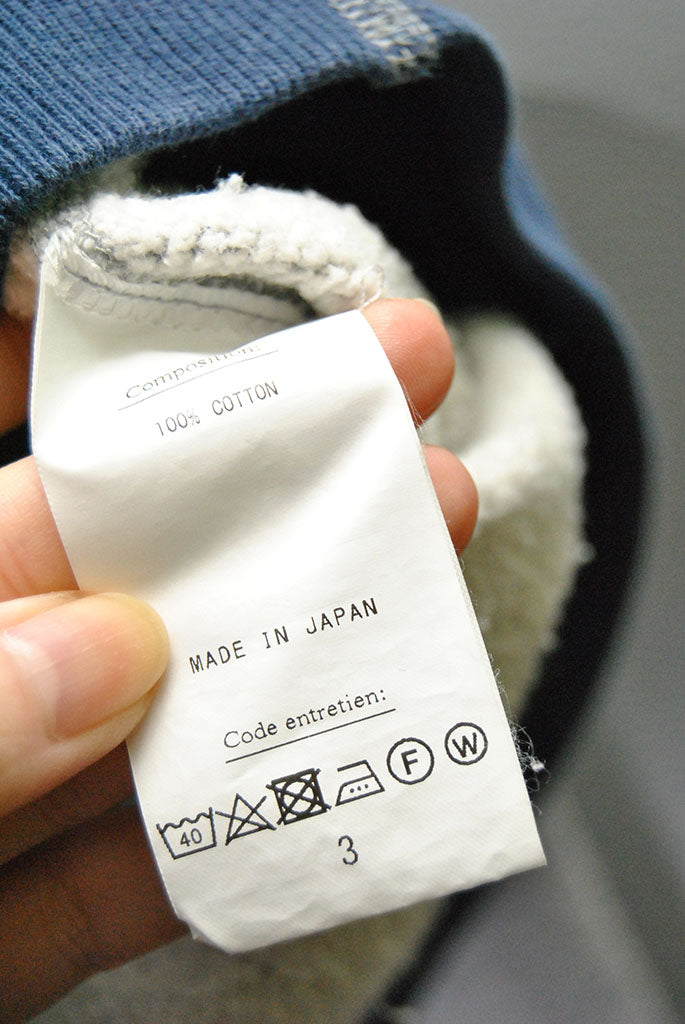 Composition:
100% COTTON
MADE IN JAPAN
Code entretien:
40 F W
3